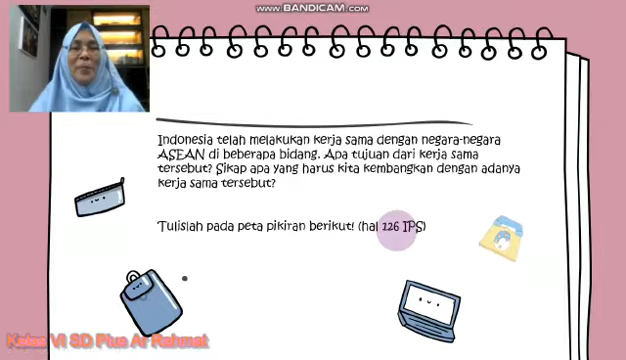 WWW.BANDICAM.COM
Indonesia telah melakukan kerja sama dengan negara-negara
ASEAN di beberapa bidang. Apa tujuan dari kerja sama
tersebut? Sikap apa yang harus kita kembangkan dengan adanya
kerja sama tersebut?
Tulislah pada peta pikiran berikut! (hal 126 IPS)
Kelas VI SD Plus Ar Rahmat